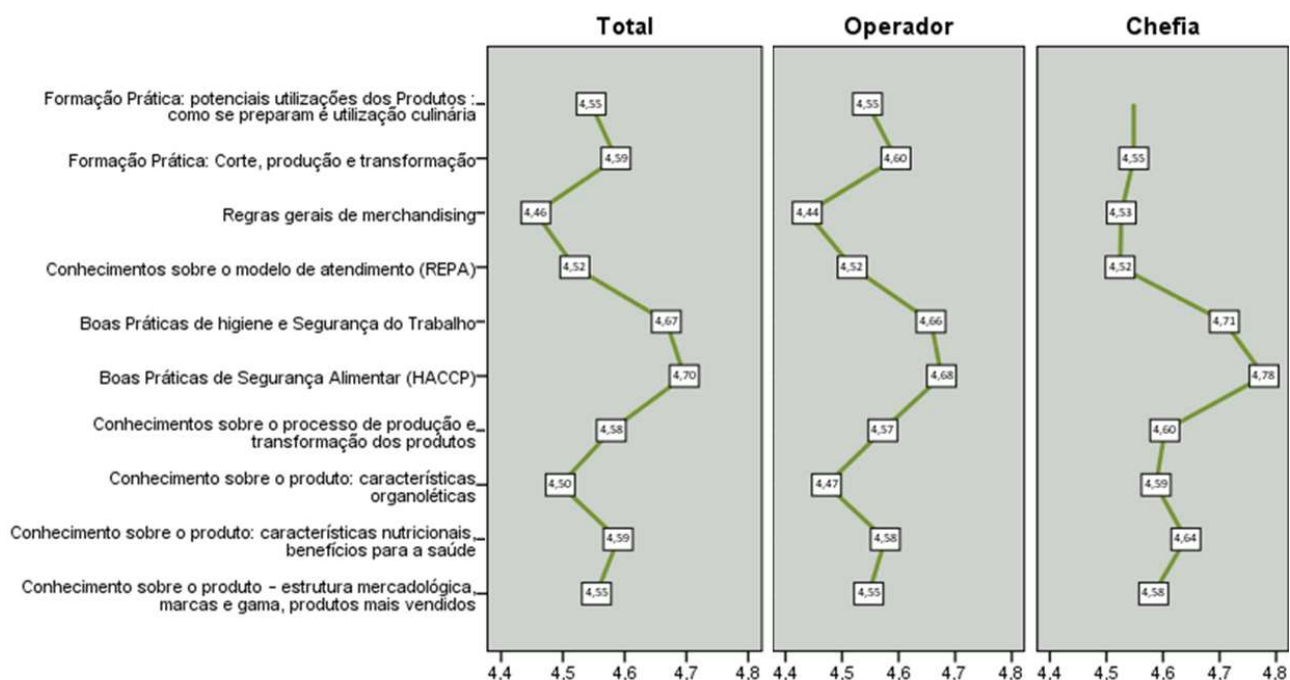 Total Operador Chefia
Formação Prática: potenciais utilizações dos Produtos :
como se preparam e utilização culinária
4,55 4,55
Formação Prática: Corte, produção e transformação
4,59 4,60 4,55
Regras gerais de merchandising
4,46 4,44 4,53
Conhecimentos sobre o modelo de atendimento (REPA)
4,52 4,52 4,52
Boas Práticas de higiene e Segurança do Trabalho
4,67 4,66 4,71
Boas Práticas de Segurança Alimentar (HACCP)
4,70 4,68 4,78
Conhecimentos sobre o processo de produção e
transformação dos produtos
4,58 4,57 4,60
Conhecimento sobre o produto: características
organoléticas
4,50 4,47 4,59
Conhecimento sobre o produto: características nutricionais,
benefícios para a saúde
4,59 4,58 4,64
Conhecimento sobre o produto – estrutura mercadológica,
marcas e gama, produtos mais vendidos
4,55 4,55 4,58
4,4 4,5 4,6 4,7 4,8 4,4 4,5 4,6 4,7 4,8 4,4 4,5 4,6 4,7 4,8